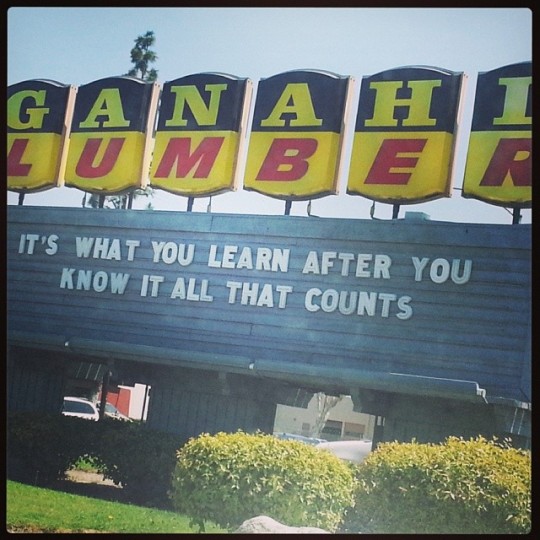 GANAHL
LUMBER
IT'S WHAT YOU LEARN AFTER YOU
KNOW IT ALL THAT COUNTS